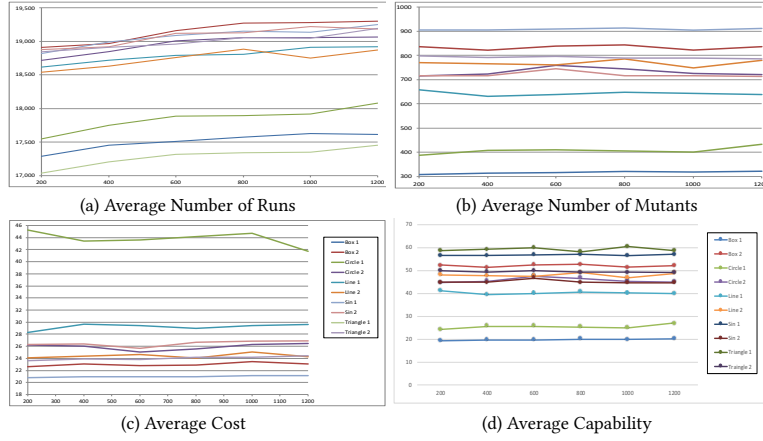 19,500
19,000
18,500
18,000
17,500
17,000
200 400 600 800 1000 1200
(a) Average Number of Runs
1000
900
800
700
600
500
400
300
200 400 600 800 1000 1200
(b) Average Number of Mutants
46
44
42
40
38
36
34
32
30
28
26
24
22
20
18
200 300 400 500 600 700 800 900 1000 1100 1200
Box 1
Box 2
Circle 1
Circle 2
Line 1
Line 2
Sin 1
Sin 2
Triangle 1
Triangle 2
(c) Average Cost
70
60
50
40
30
20
10
0
200 400 600 800 1000 1200
Box 1
Box 2
Circle 1
Circle 2
Line 1
Line 2
Sin 1
Sin 2
Triangle 1
Traingle 2
(d) Average Capability